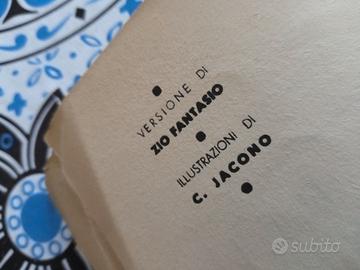 VERSIONE DI
ZIO FANTASIO
ILLUSTRAZIONI DI
C. JACONO
subito